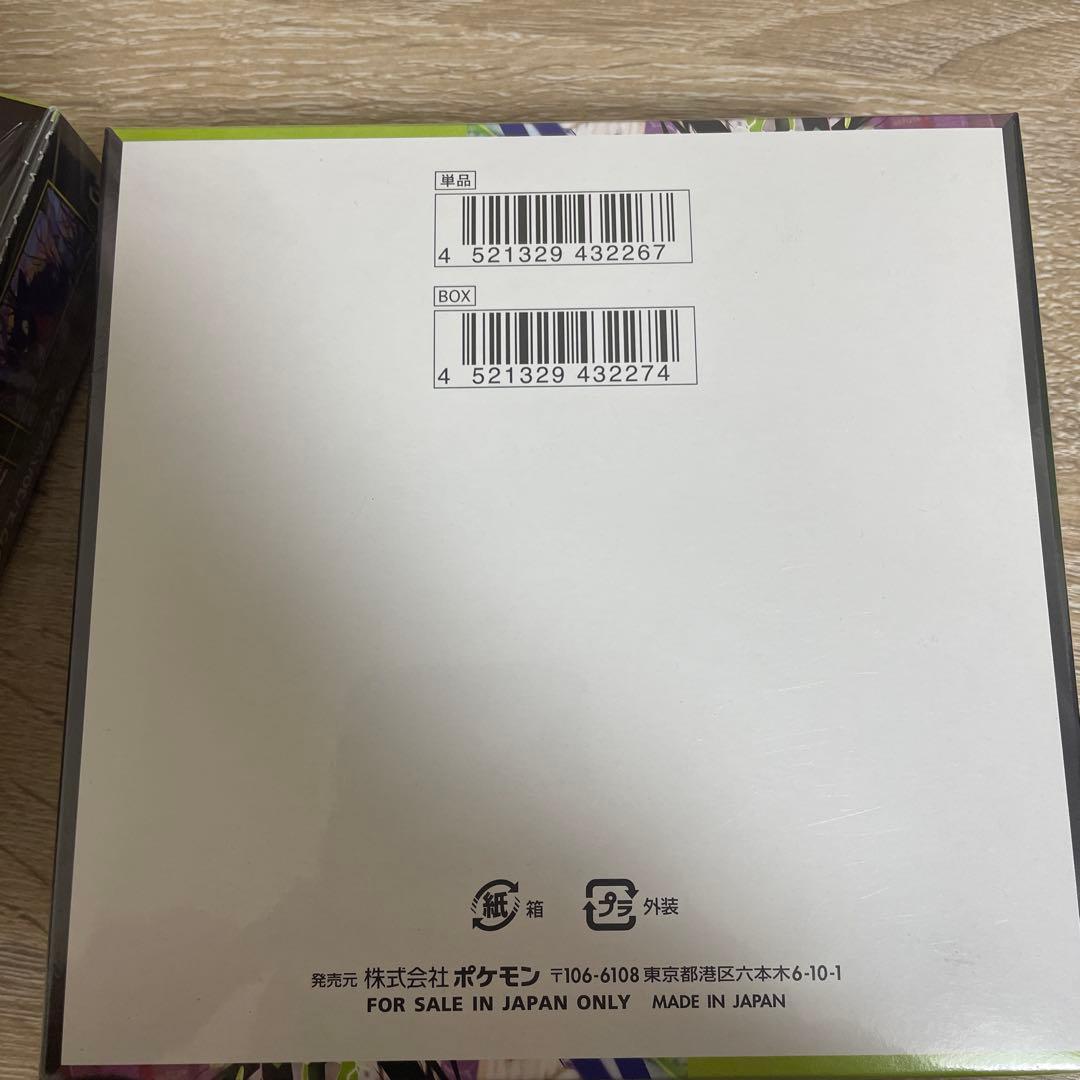 単品
4 521329 432267
BOX
4 521329 432274
紙 箱 プラ 外装
発売元 株式会社 ポケモン 〒106-6108 東京都港区六本木6-10-1
FOR SALE IN JAPAN ONLY MADE IN JAPAN